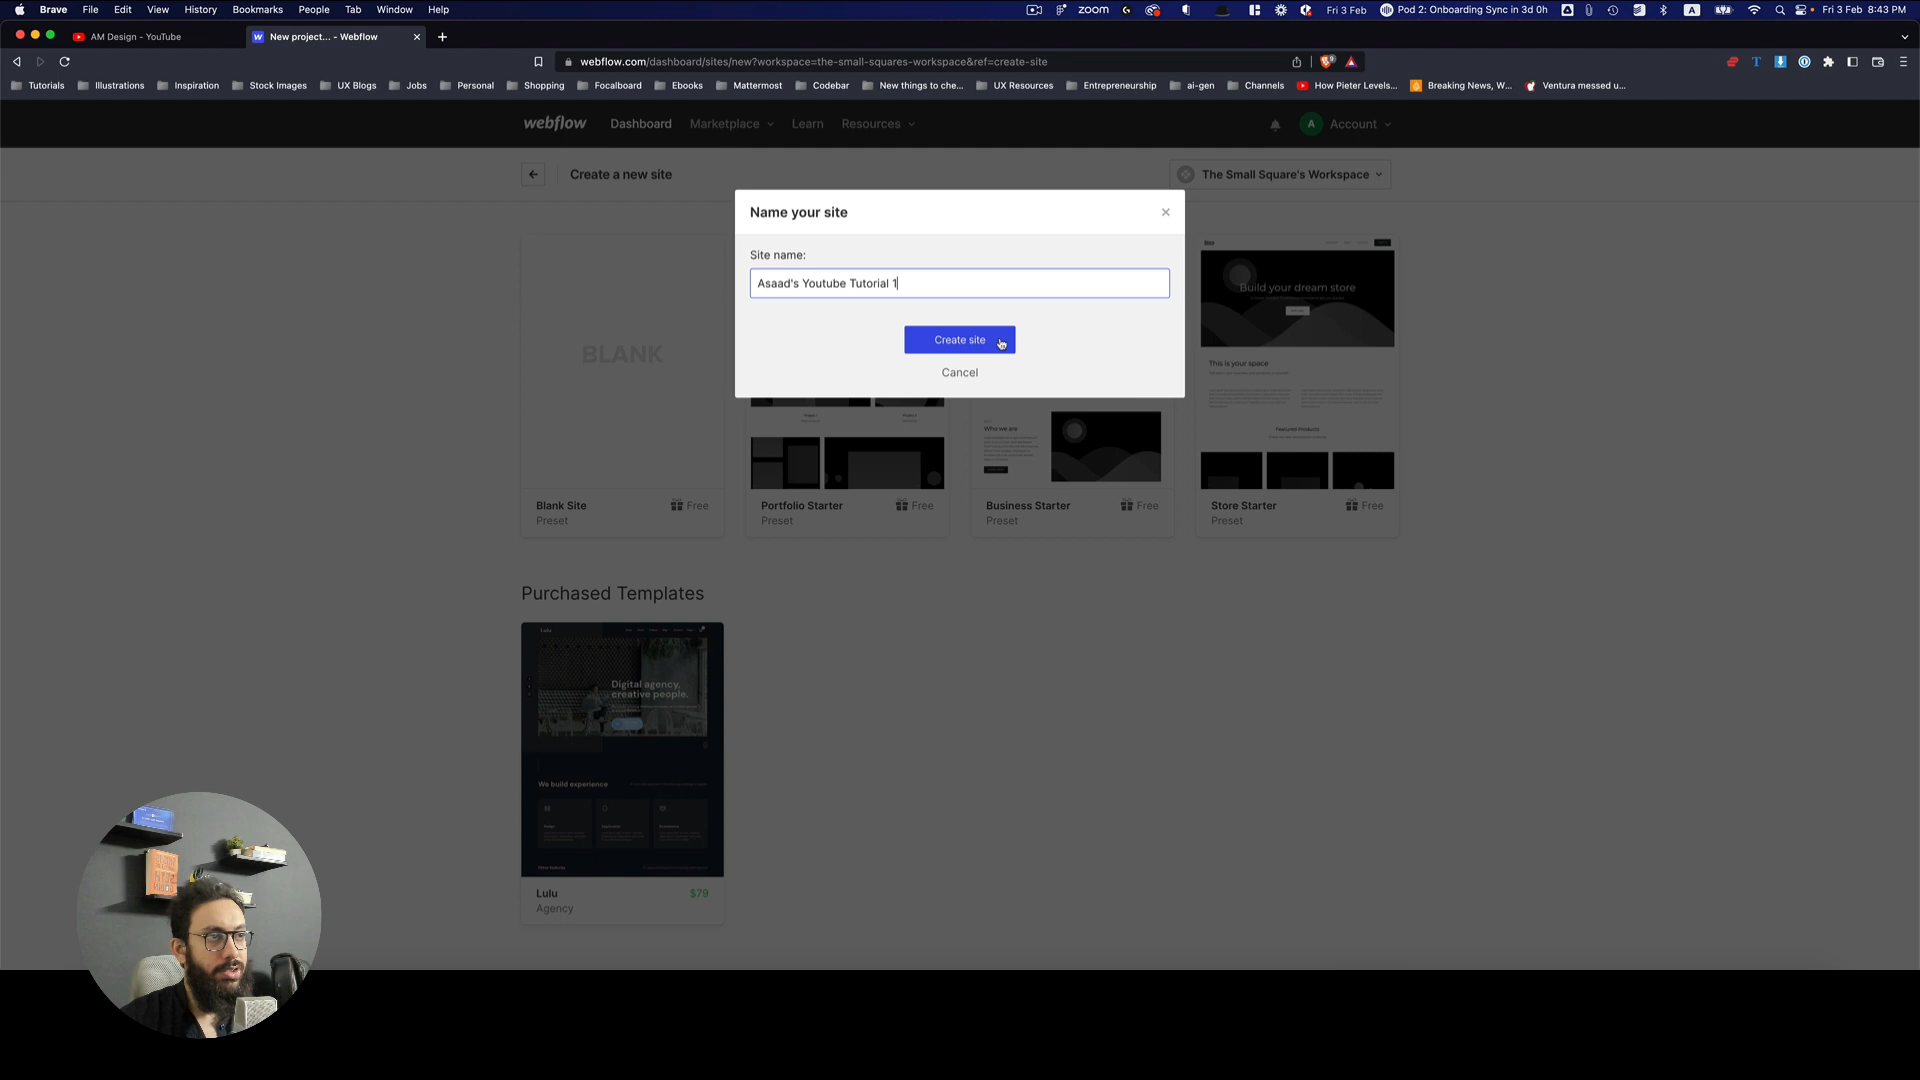 Brave File Edit View History Bookmarks People Tab Window Help
zoom Fri 3 Feb Pod 2: Onboarding Sync in 3d 0h A Fri 3 Feb 8:43 PM
AM Design - YouTube
New project... - Webflow
webflow.com/dashboard/sites/new?workspace=the-small-squares-workspace&ref=create-site
Tutorials Illustrations Inspiration Stock Images UX Blogs Jobs Personal Shopping Focalboard Ebooks Mattermost Codebar New things to che... UX Resources Entrepreneurship ai-gen Channels How Pieter Levels... Breaking News, W... Ventura messed u...
webflow Dashboard Marketplace Learn Resources A Account
Create a new site
The Small Square's Workspace
Name your site
Site name:
Asaad's Youtube Tutorial 1
Create site
Cancel
BLANK
Build your dream store
This is your space
Who we are
Featured Products
Blank Site Free
Preset
Portfolio Starter Free
Preset
Business Starter Free
Preset
Store Starter Free
Preset
Purchased Templates
Lulu
Digital agency,
creative people.
We build experience
Lulu $79
Agency